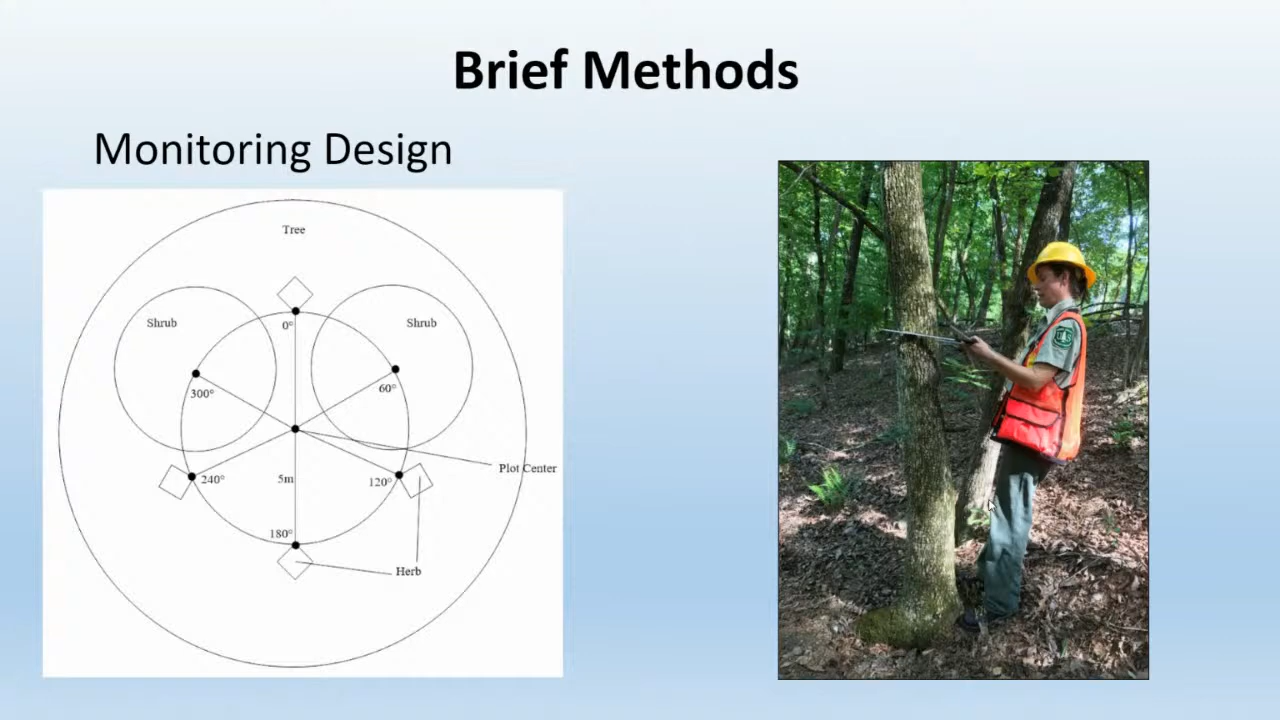 Brief Methods
Monitoring Design
Tree
Shrub
Shrub
0°
300°
60°
Plot Center
240°
5m
120°
180°
Herb